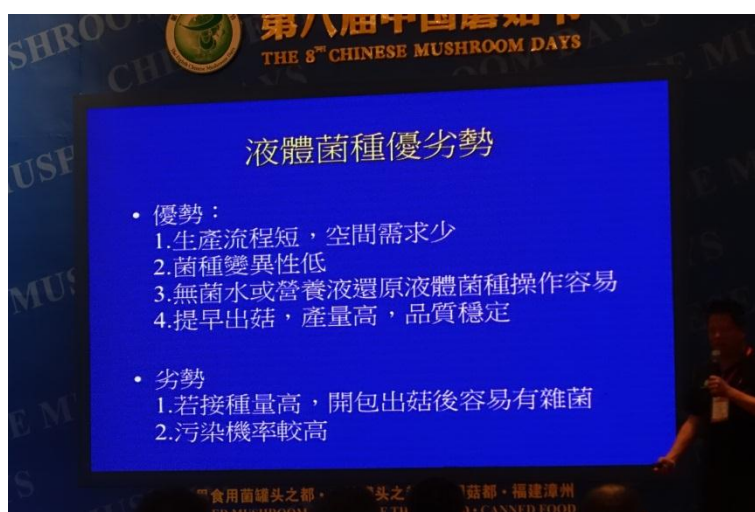 第八届中国蘑菇节
THE 8TH CHINESE MUSHROOM DAYS
液體菌種優劣勢
• 優勢：
1.生產流程短，空間需求少
2.菌種變異性低
3.無菌水或營養液還原液體菌種操作容易
4.提早出菇，產量高，品質穩定
• 劣勢
1.若接種量高，開包出菇後容易有雜菌
2.污染機率較高
食用菌罐头之都・
菇都・福建漳州
CANNED FOOD